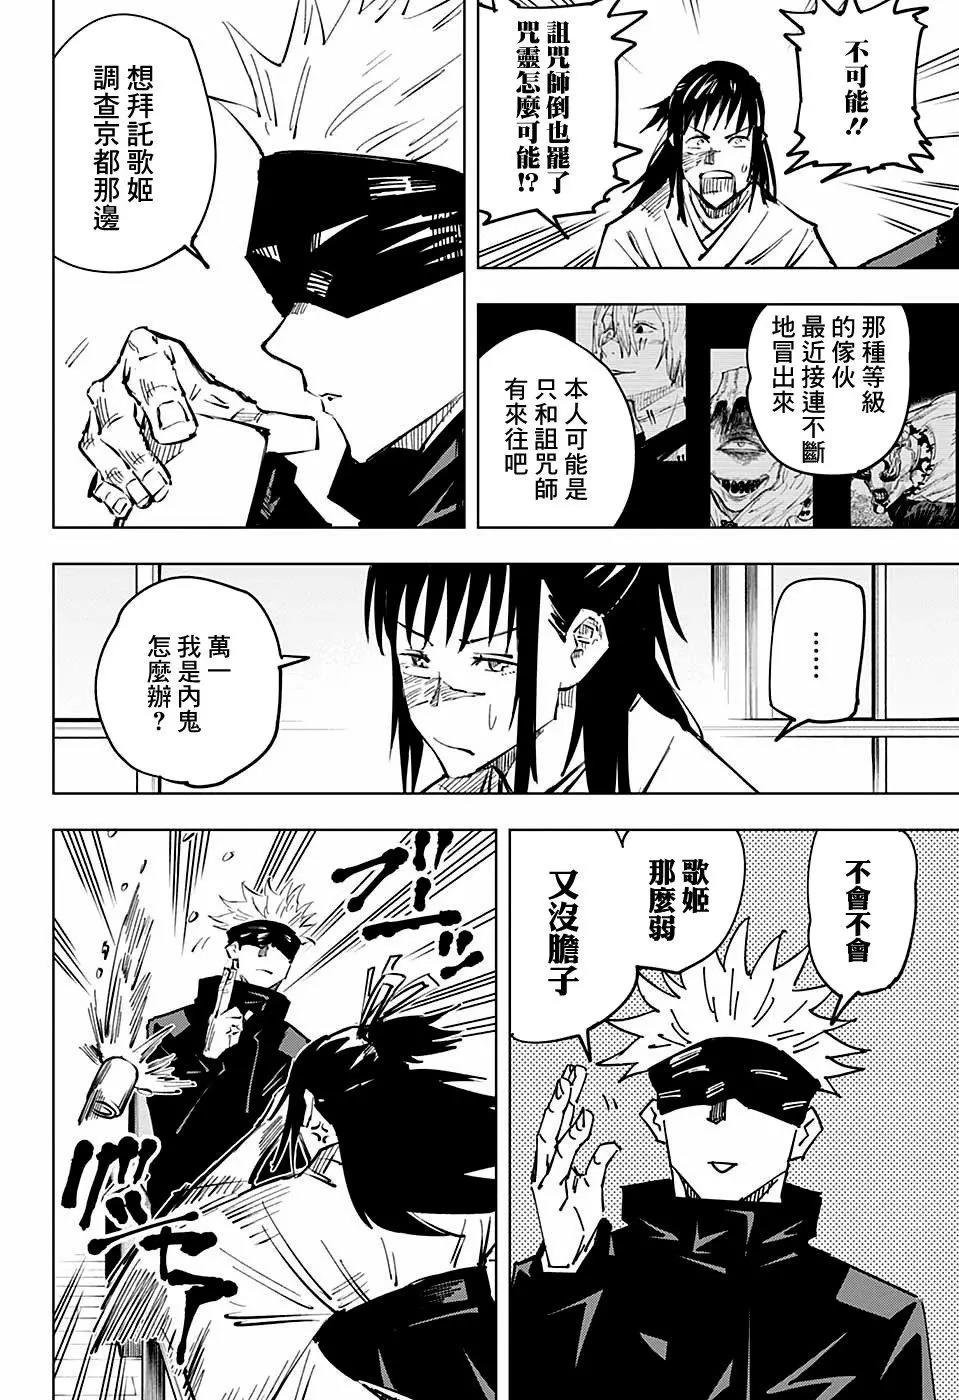 不可能!!
詛咒師倒也罷了
咒靈怎麼可能!?
那種等級
的傢伙
最近接連不斷
地冒出來
本人可能是
只和詛咒師
有來往吧
想拜託歌姬
調查京都那邊
……
萬一
我是內鬼
怎麼辦?
不會不會
歌姬
那麼弱
又沒膽子